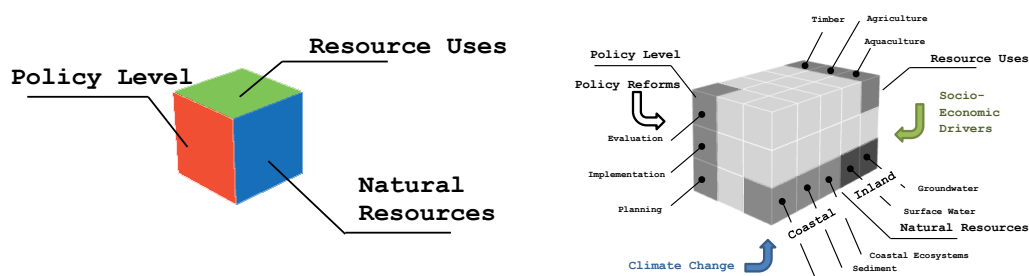 Resource Uses
Policy Level
Natural
Resources
Timber
Agriculture
Aquaculture
Policy Level
Resource Uses
Policy Reforms
Socio-
Economic
Drivers
Evaluation
Implementation
Planning
Groundwater
Inland
Surface Water
Coastal
Natural Resources
Coastal Ecosystems
Climate Change
Sediment